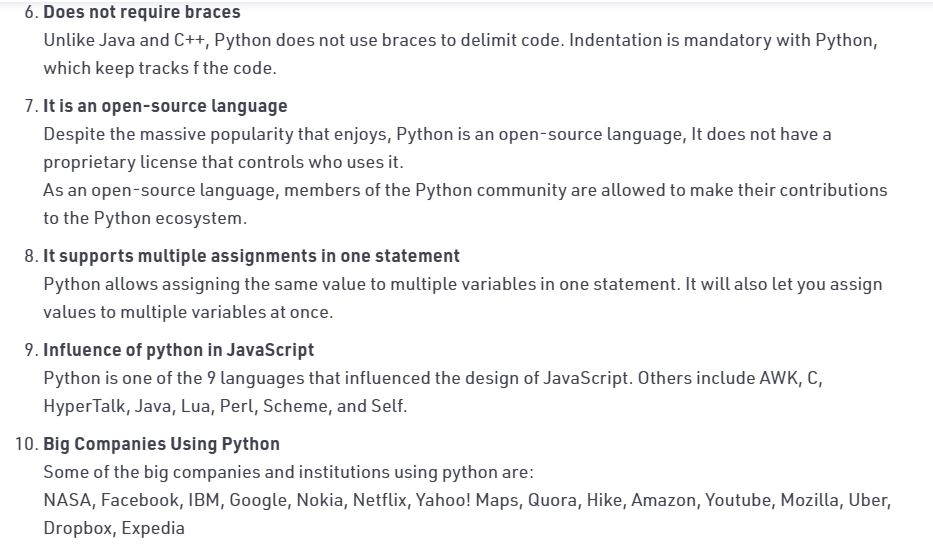 6. Does not require braces
Unlike Java and C++, Python does not use braces to delimit code. Indentation is mandatory with Python,
which keep tracks f the code.
7. It is an open-source language
Despite the massive popularity that enjoys, Python is an open-source language, It does not have a
proprietary license that controls who uses it.
As an open-source language, members of the Python community are allowed to make their contributions
to the Python ecosystem.
8. It supports multiple assignments in one statement
Python allows assigning the same value to multiple variables in one statement. It will also let you assign
values to multiple variables at once.
9. Influence of python in JavaScript
Python is one of the 9 languages that influenced the design of JavaScript. Others include AWK, C,
HyperTalk, Java, Lua, Perl, Scheme, and Self.
10. Big Companies Using Python
Some of the big companies and institutions using python are:
NASA, Facebook, IBM, Google, Nokia, Netflix, Yahoo! Maps, Quora, Hike, Amazon, Youtube, Mozilla, Uber,
Dropbox, Expedia